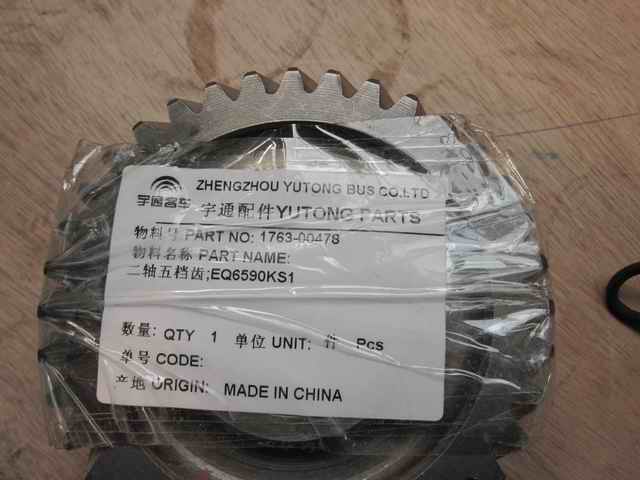 ZHENGZHOU YUTONG BUS CO.LTD
宇通客车
宇通配件YUTONG PARTS
物料号 PART NO: 1763-00478
物料名称 PART NAME:
二轴五档齿;EQ6590KS1
数量: QTY 1 单位 UNIT: 件 Pcs
单号 CODE:
产地 ORIGIN: MADE IN CHINA